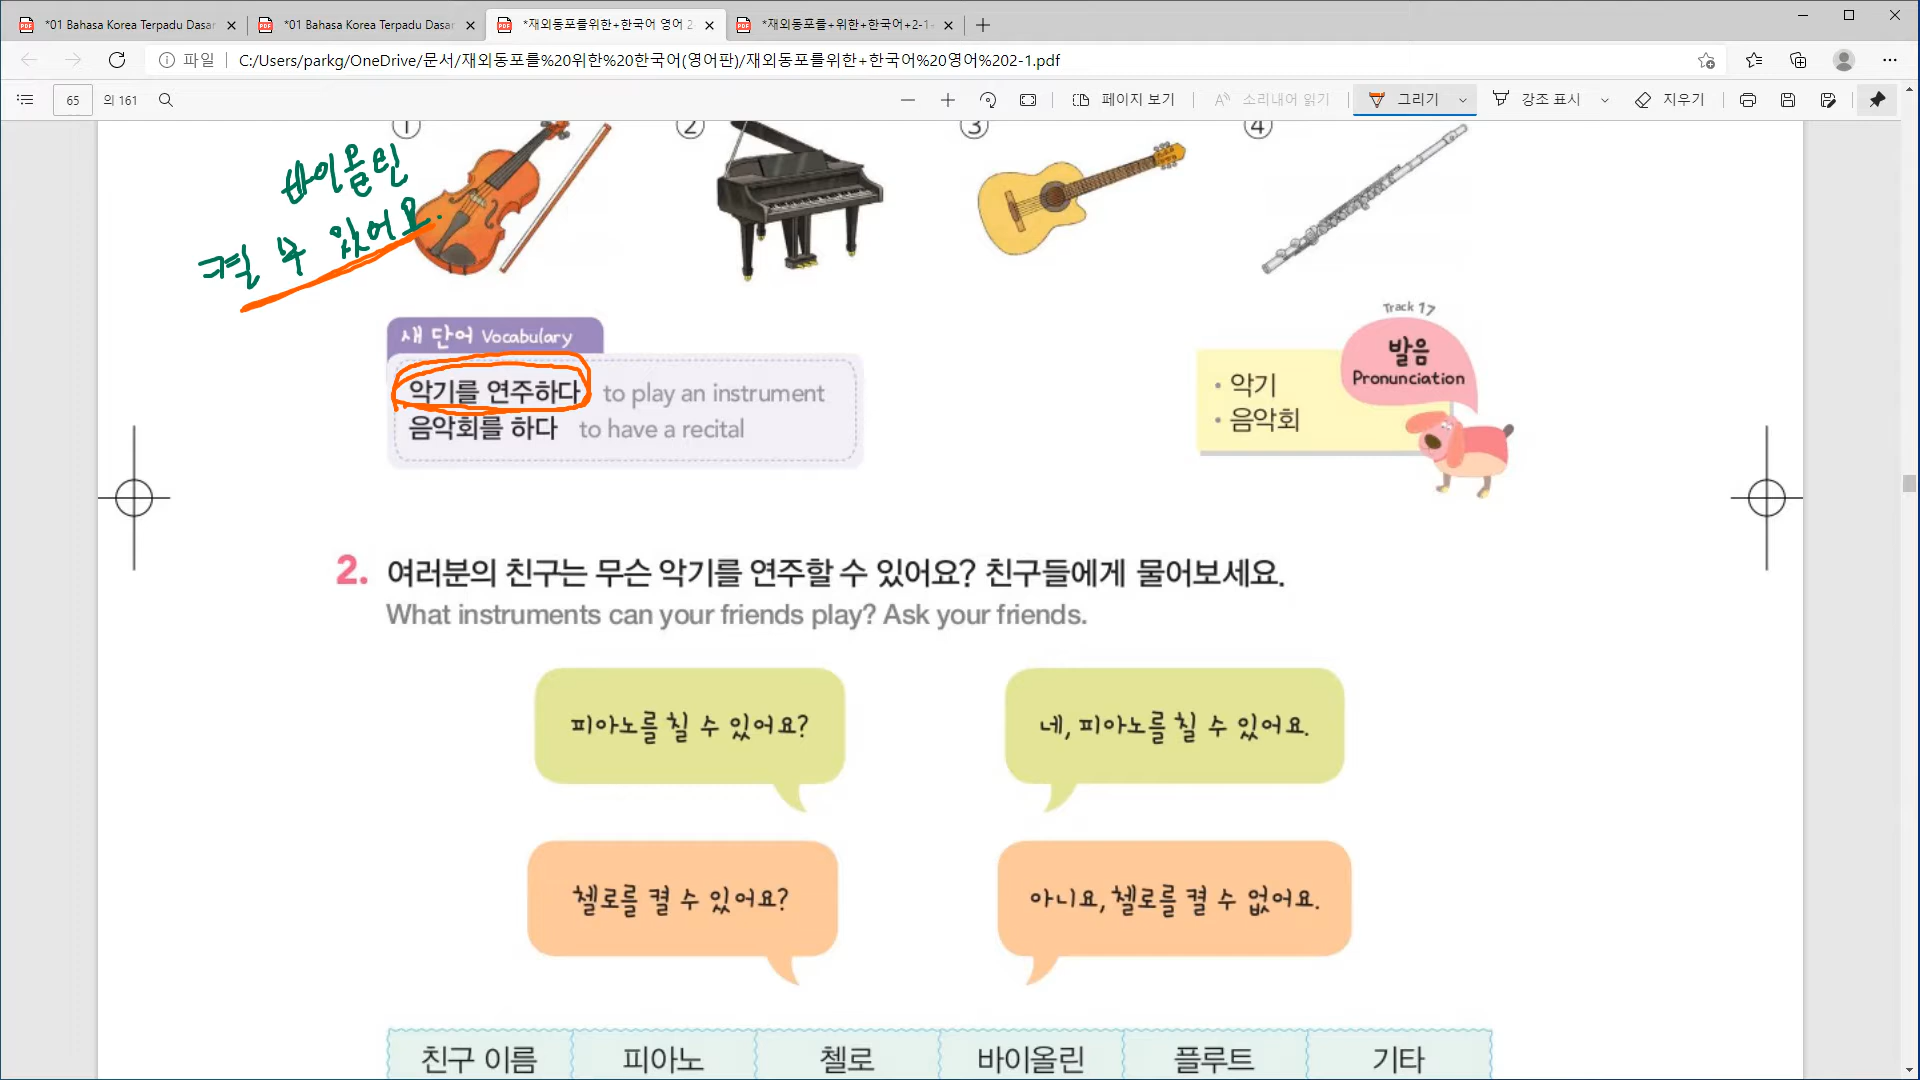 *01 Bahasa Korea Terpadu Dasar
*01 Bahasa Korea Terpadu Dasar
*재외동포를위한+한국어 영어 2
*재외동포를+위한+한국어+2-1
파일
C:/Users/parkg/OneDrive/문서/재외동포를%20위한%20한국어(영어판)/재외동포를위한+한국어%20영어%202-1.pdf
65 의 161
페이지 보기
소리내어 읽기
그리기
강조 표시
지우기
① ② ③ ④
바이올린
켤 수 있어요.
새 단어 Vocabulary
악기를 연주하다 to play an instrument
음악회를 하다 to have a recital
Track 17
발음
Pronunciation
• 악기
• 음악회
2. 여러분의 친구는 무슨 악기를 연주할 수 있어요? 친구들에게 물어보세요.
What instruments can your friends play? Ask your friends.
피아노를 칠 수 있어요?
네, 피아노를 칠 수 있어요.
첼로를 켤 수 있어요?
아니요, 첼로를 켤 수 없어요.
친구 이름 피아노 첼로 바이올린 플루트 기타